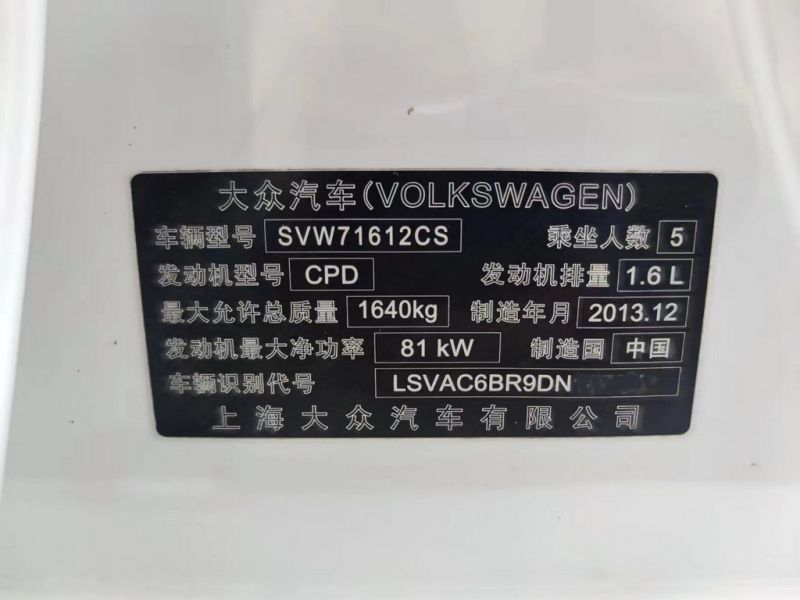 大众汽车(VOLKSWAGEN)
车辆型号 SVW71612CS 乘坐人数 5
发动机型号 CPD 发动机排量 1.6 L
最大允许总质量 1640kg 制造年月 2013.12
发动机最大净功率 81 kW 制造国 中国
车辆识别代号 LSVAC6BR9DN
上海大众汽车有限公司